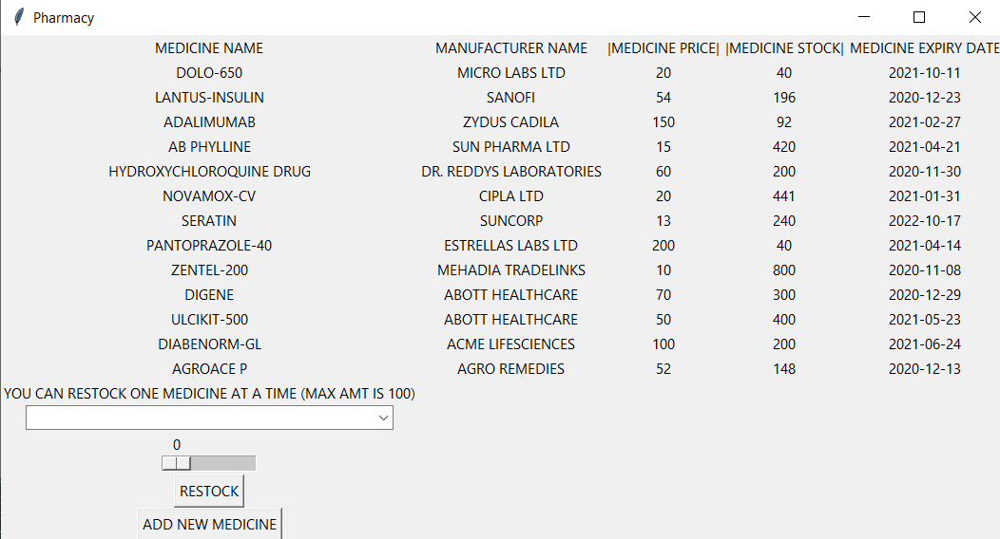 Pharmacy
MEDICINE NAME MANUFACTURER NAME |MEDICINE PRICE| |MEDICINE STOCK| MEDICINE EXPIRY DATE
DOLO-650 MICRO LABS LTD 20 40 2021-10-11
LANTUS-INSULIN SANOFI 54 196 2020-12-23
ADALIMUMAB ZYDUS CADILA 150 92 2021-02-27
AB PHYLLINE SUN PHARMA LTD 15 420 2021-04-21
HYDROXYCHLOROQUINE DRUG DR. REDDYS LABORATORIES 60 200 2020-11-30
NOVAMOX-CV CIPLA LTD 20 441 2021-01-31
SERATIN SUNCORP 13 240 2022-10-17
PANTOPRAZOLE-40 ESTRELLAS LABS LTD 200 40 2021-04-14
ZENTEL-200 MEHADIA TRADELINKS 10 800 2020-11-08
DIGENE ABOTT HEALTHCARE 70 300 2020-12-29
ULCIKIT-500 ABOTT HEALTHCARE 50 400 2021-05-23
DIABENORM-GL ACME LIFESCIENCES 100 200 2021-06-24
AGROACE P AGRO REMEDIES 52 148 2020-12-13
YOU CAN RESTOCK ONE MEDICINE AT A TIME (MAX AMT IS 100)
0
RESTOCK
ADD NEW MEDICINE